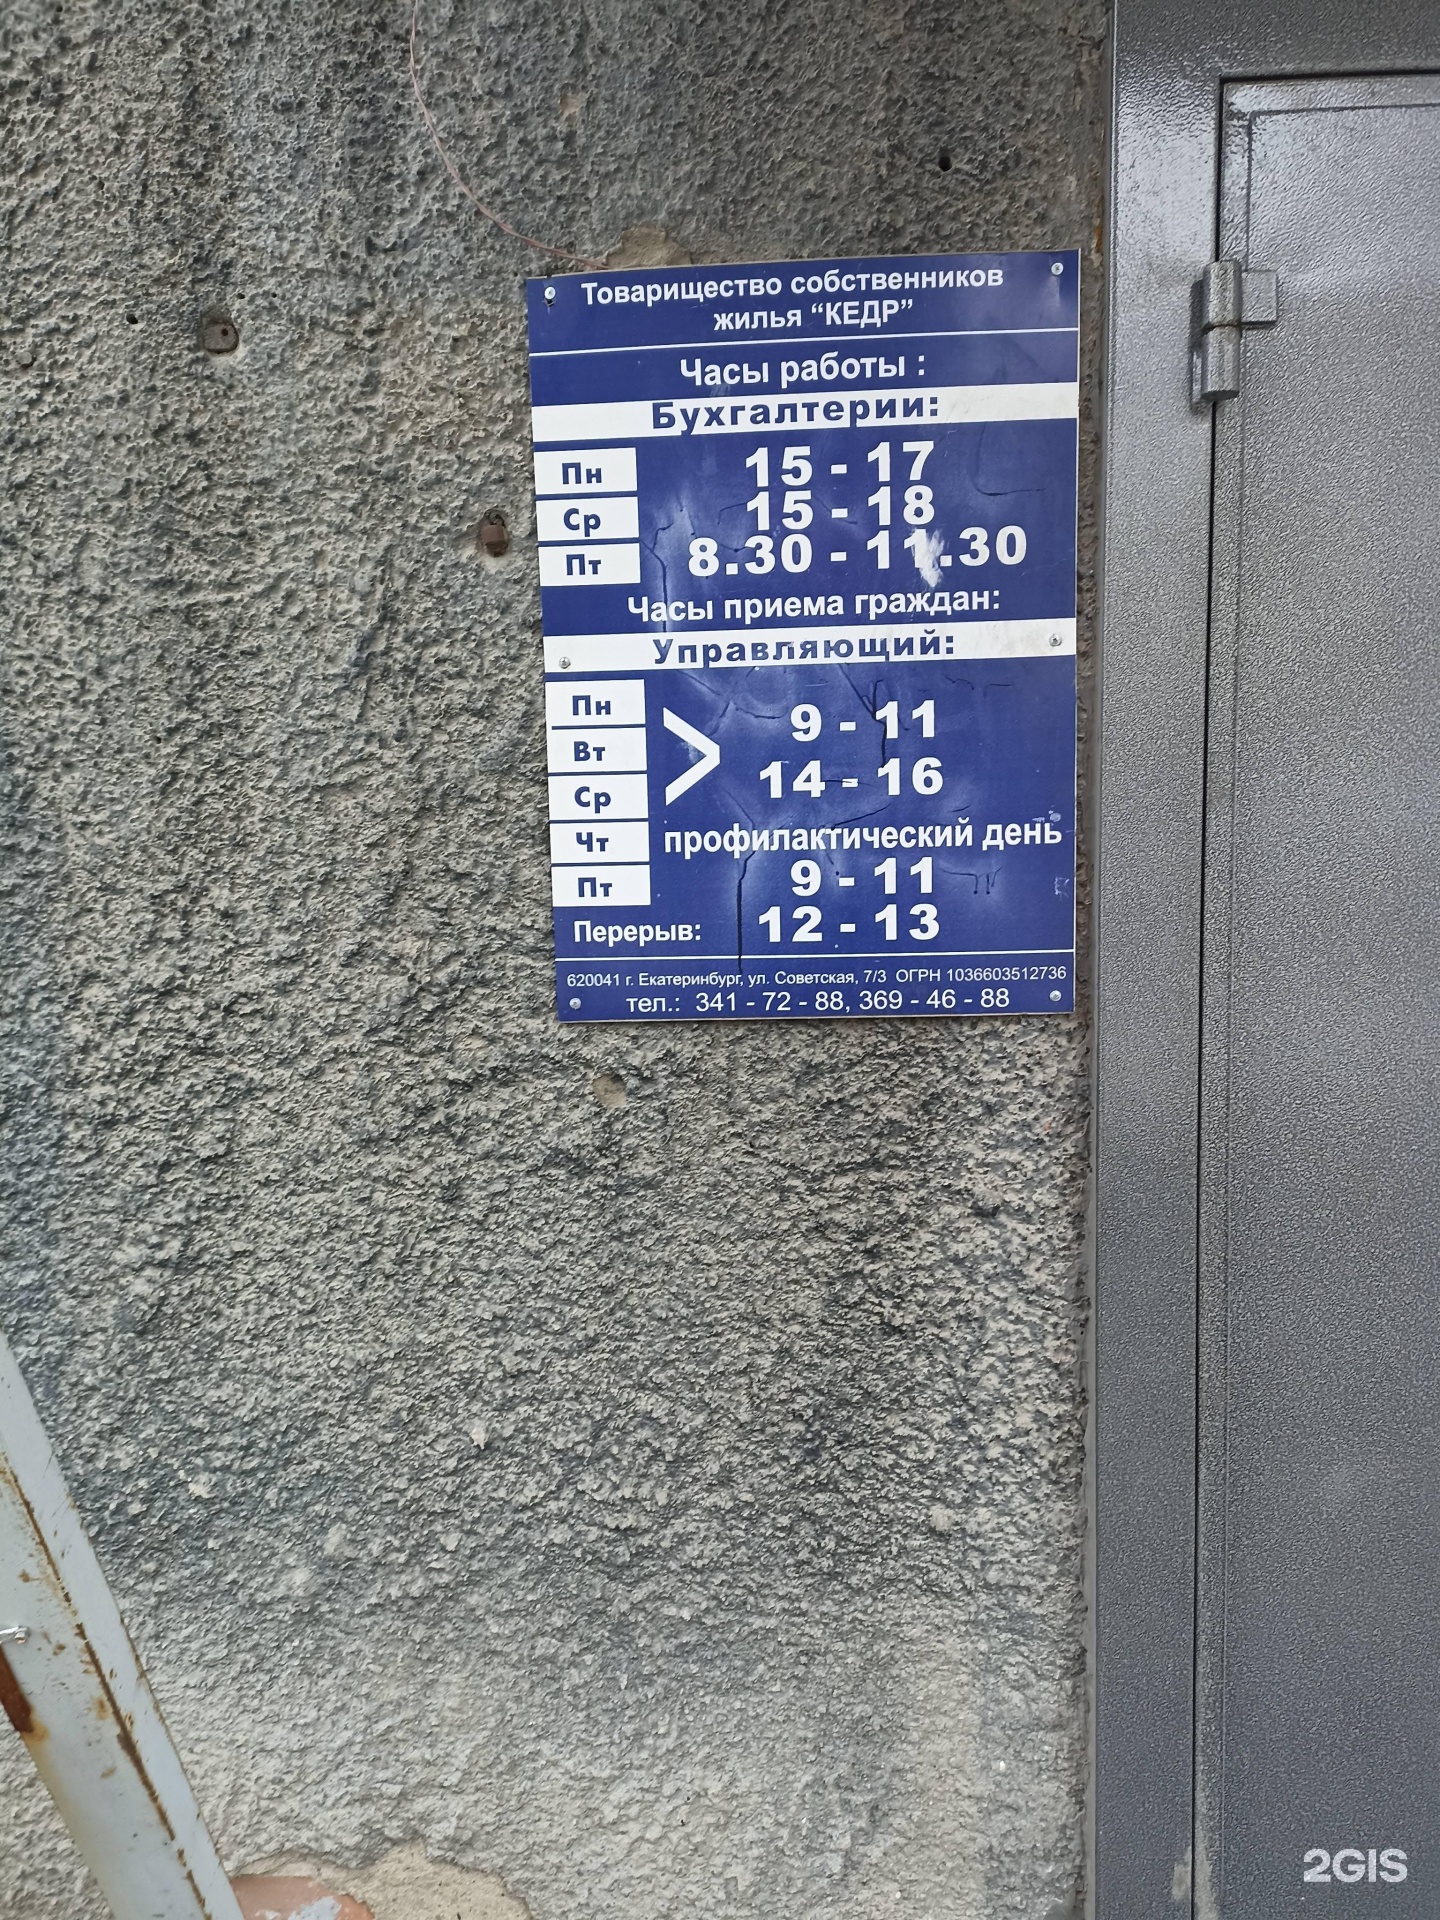 Товарищество собственников
жилья “КЕДР”
Часы работы :
Бухгалтерии:
Пн 15 - 17
Ср 15 - 18
Пт 8.30 - 11.30
Часы приема граждан:
Управляющий:
Пн
Вт
Ср
> 9 - 11
14 - 16
Чт профилактический день
Пт 9 - 11
Перерыв: 12 - 13
620041 г. Екатеринбург, ул. Советская, 7/3 ОГРН 1036603512736
тел.: 341 - 72 - 88, 369 - 46 - 88
2GIS